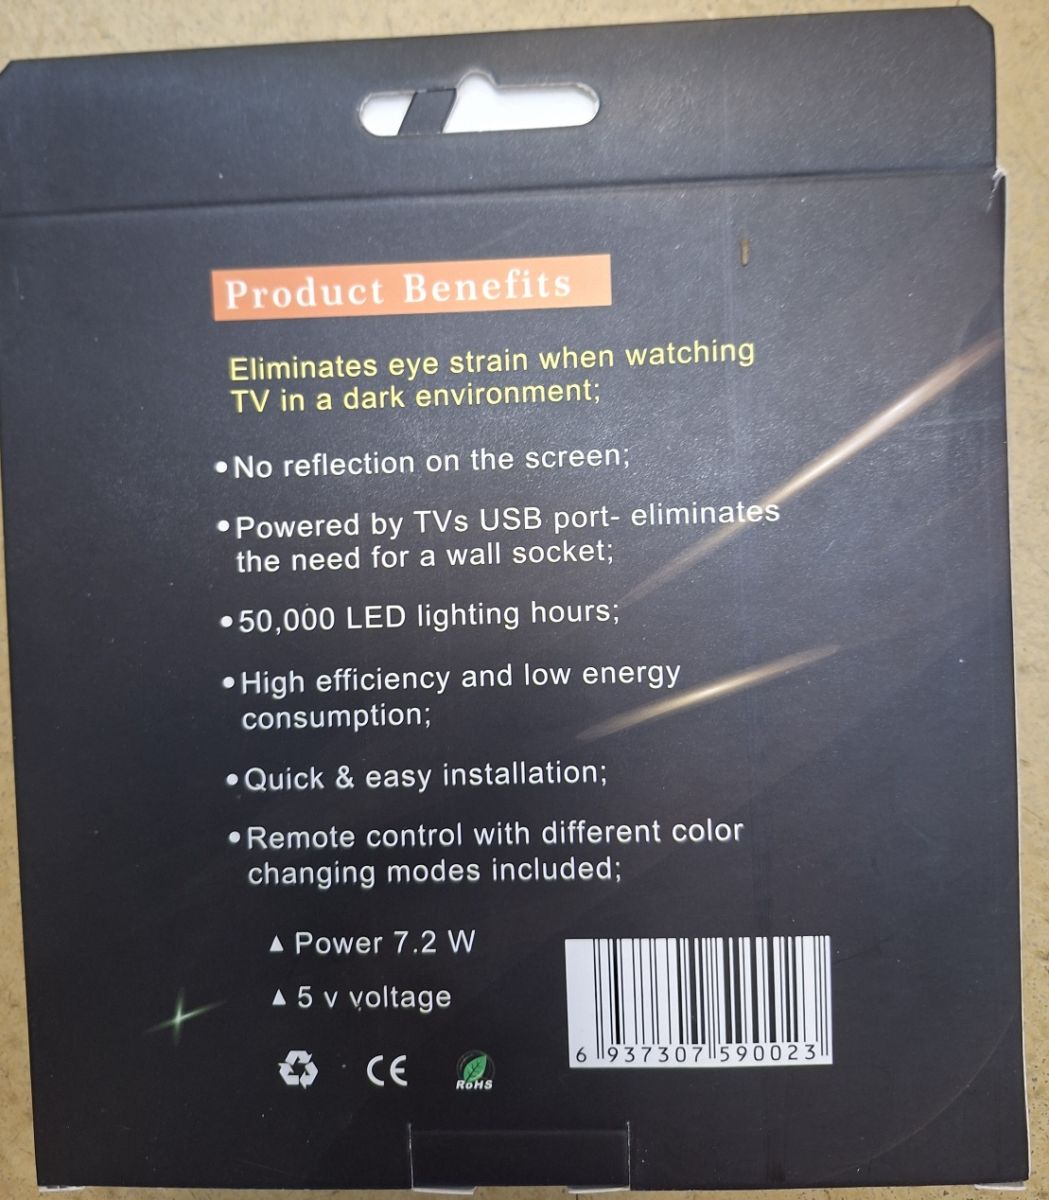 Product Benefits
Eliminates eye strain when watching
TV in a dark environment;
•No reflection on the screen;
•Powered by TVs USB port- eliminates
the need for a wall socket;
•50,000 LED lighting hours;
•High efficiency and low energy
consumption;
•Quick & easy installation;
•Remote control with different color
changing modes included;
▲ Power 7.2 W
▲ 5 v voltage
CE
RoHS
6 937307 590023